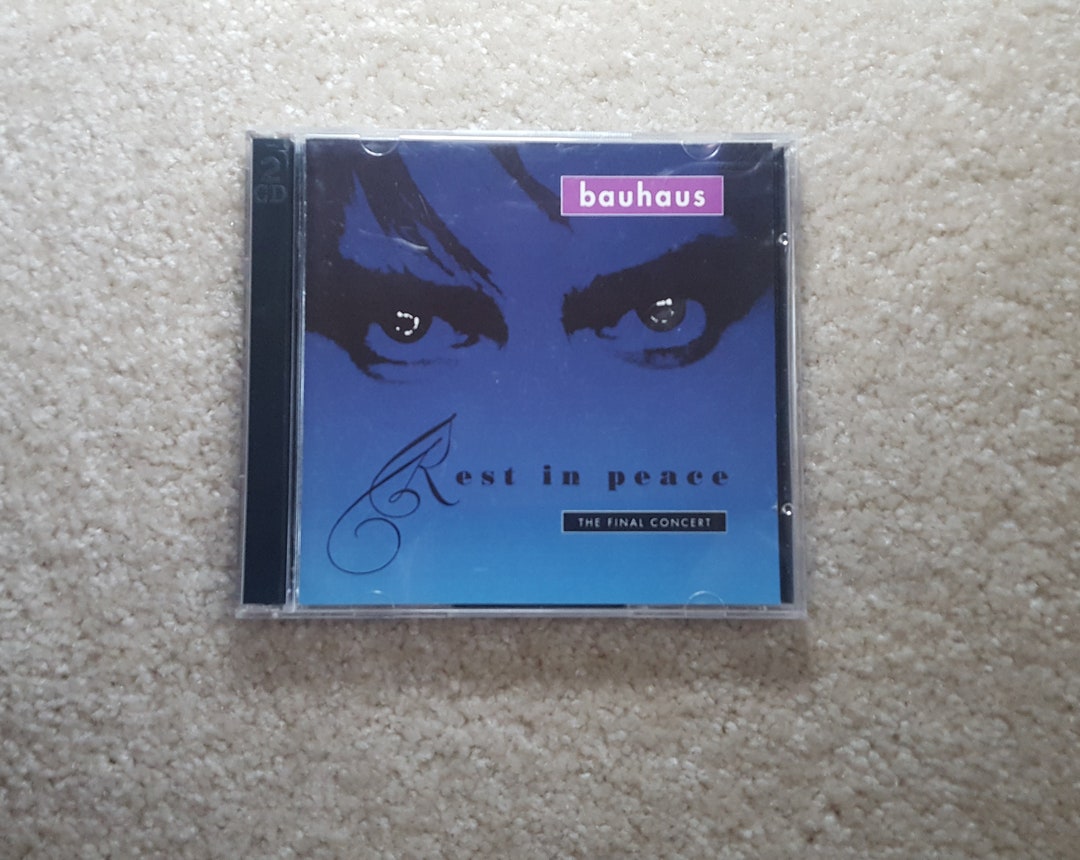 2
CD
bauhaus
Rest in peace
THE FINAL CONCERT